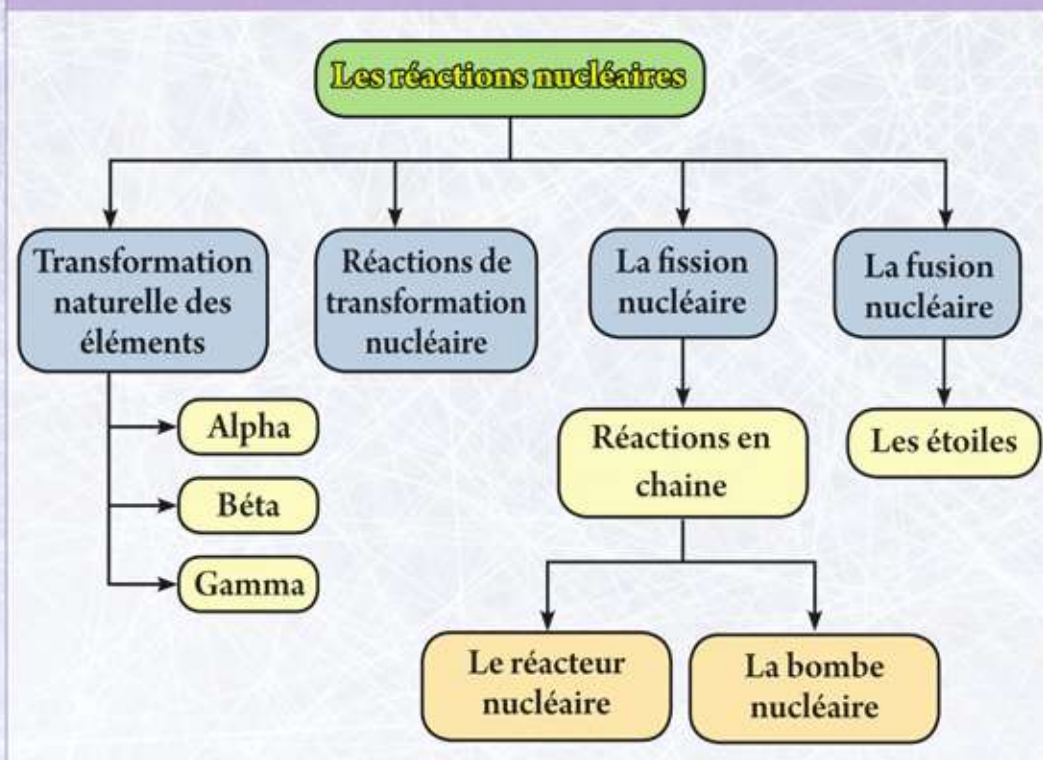 Les réactions nucléaires
Transformation
naturelle des
éléments
Réactions de
transformation
nucléaire
La fission
nucléaire
La fusion
nucléaire
Alpha
Béta
Gamma
Réactions en
chaine
Les étoiles
Le réacteur
nucléaire
La bombe
nucléaire